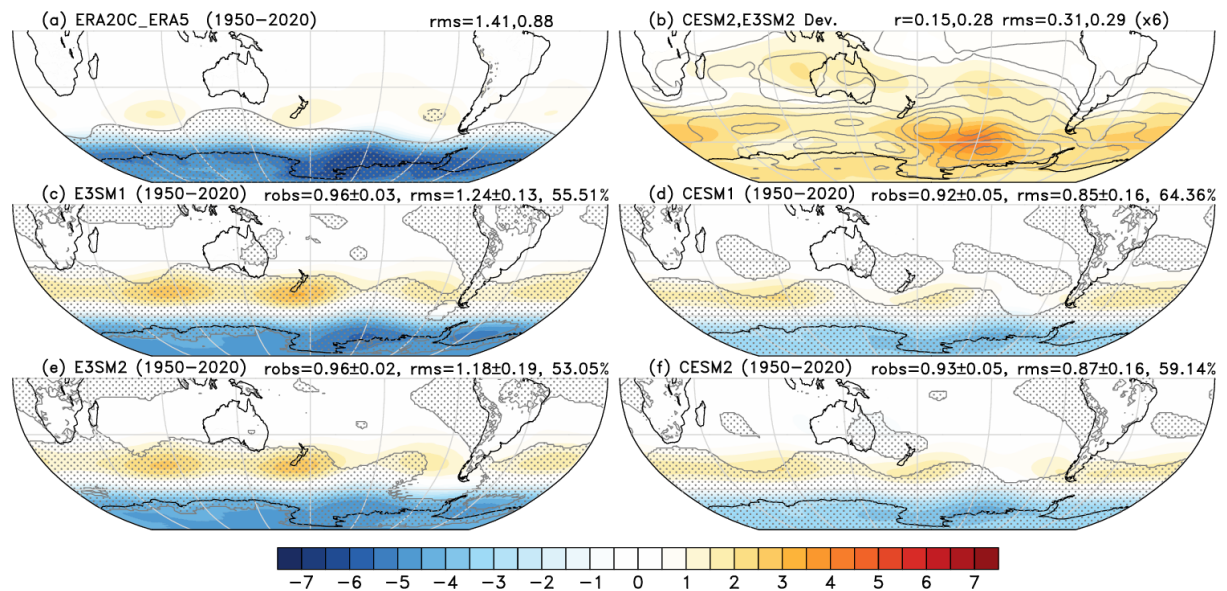 (a) ERA20C_ERA5 (1950-2020) rms=1.41,0.88
(b) CESM2,E3SM2 Dev. r=0.15,0.28 rms=0.31,0.29 (x6)
(c) E3SM1 (1950-2020) robs=0.96±0.03, rms=1.24±0.13, 55.51%
(d) CESM1 (1950-2020) robs=0.92±0.05, rms=0.85±0.16, 64.36%
(e) E3SM2 (1950-2020) robs=0.96±0.02, rms=1.18±0.19, 53.05%
(f) CESM2 (1950-2020) robs=0.93±0.05, rms=0.87±0.16, 59.14%
-7 -6 -5 -4 -3 -2 -1 0 1 2 3 4 5 6 7